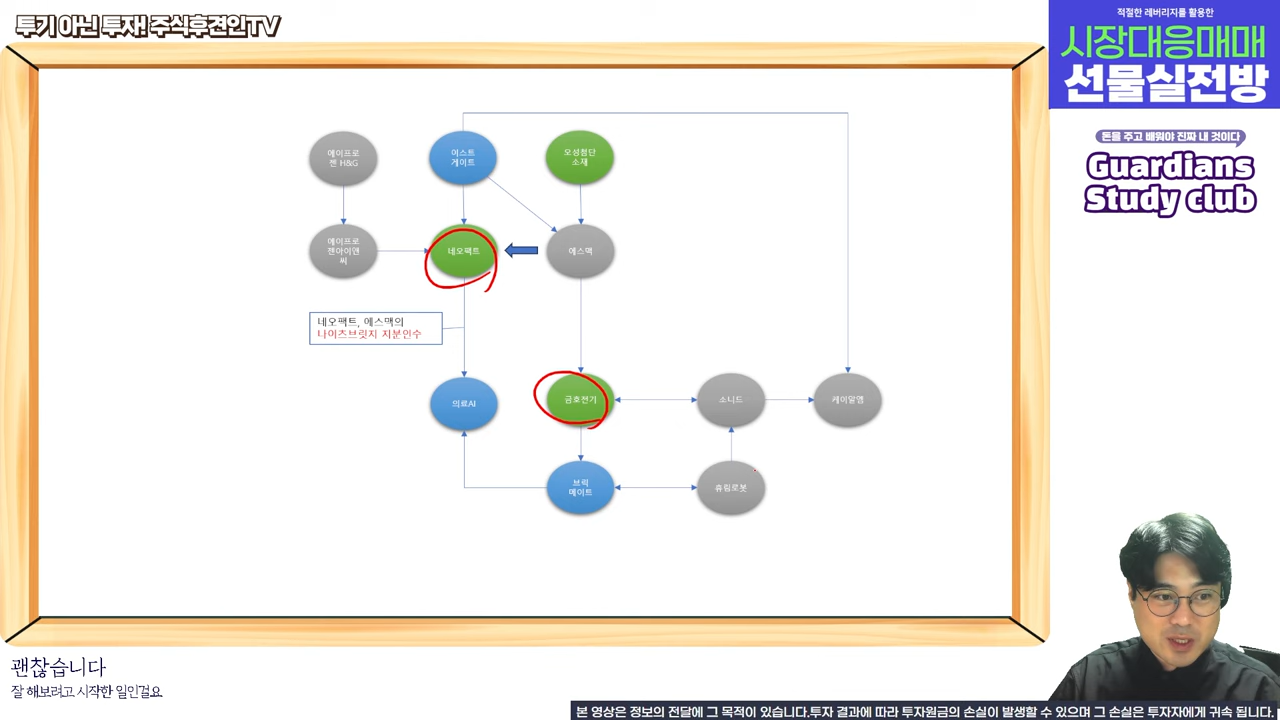 투기 아닌 투재! 주식후견인TV
적절한 레버리지를 활용한
시장대응매매
선물실전방
돈을 주고 배워야 진짜 내 것이다
Guardians
Study club
에이프로
젠 H&G
이스트
게이트
오성첨단
소재
에이프로
젠아이앤
씨
네오펙트
에스맥
네오펙트, 에스맥의
나이츠브릿지 지분인수
의료AI
금호전기
소니드
케이알엠
브릭
메이트
휴림로봇
괜찮습니다
잘 해보려고 시작한 일인걸요
본 영상은 정보의 전달에 그 목적이 있습니다.투자 결과에 따라 투자원금의 손실이 발생할 수 있으며 그 손실은 투자자에게 귀속 됩니다.